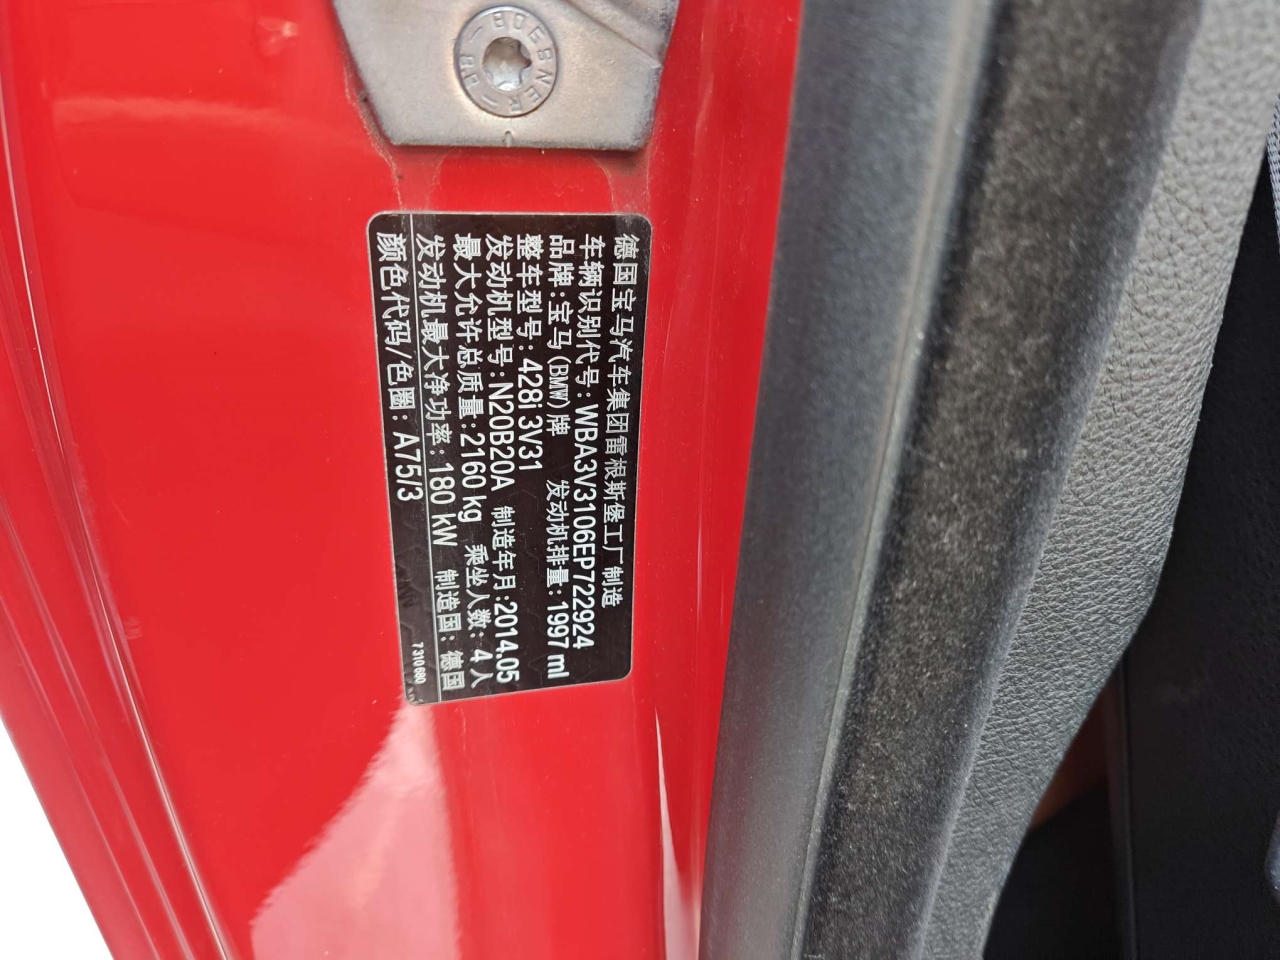 8068NER-88-
德国宝马汽车集团雷根斯堡工厂制造
车辆识别代号:WBA3V3106EP722924
品牌:宝马(BMW)牌 发动机排量:1997 ml
整车型号:428i 3V31
发动机型号:N20B20A 制造年月:2014.05
最大允许总质量:2160 kg 乘坐人数:4人
发动机最大净功率:180 kW 制造国:德国
颜色代码/色圈:A75/3
7310680